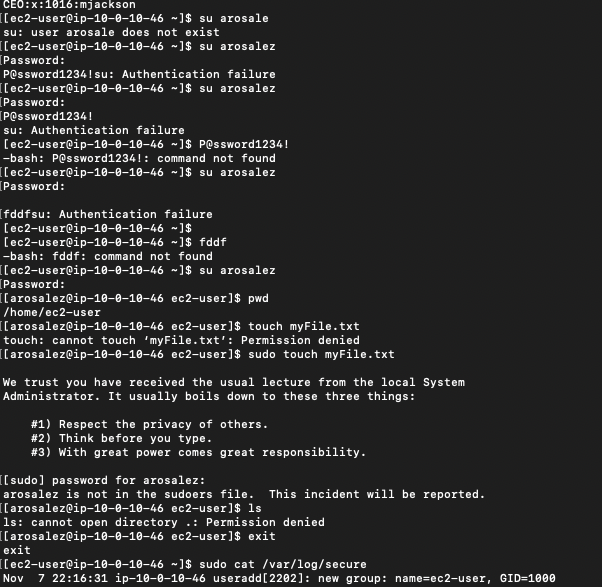 CEO:x:1016:mjackson
[[ec2-user@ip-10-0-10-46 ~]$ su arosale
su: user arosale does not exist
[[ec2-user@ip-10-0-10-46 ~]$ su arosalez
[Password:
P@ssword1234!su: Authentication failure
[[ec2-user@ip-10-0-10-46 ~]$ su arosalez
[Password:
[P@ssword1234!
su: Authentication failure
[ec2-user@ip-10-0-10-46 ~]$ P@ssword1234!
-bash: P@ssword1234!: command not found
[[ec2-user@ip-10-0-10-46 ~]$ su arosalez
[Password:
[fddfsu: Authentication failure
[ec2-user@ip-10-0-10-46 ~]$
[[ec2-user@ip-10-0-10-46 ~]$ fddf
-bash: fddf: command not found
[[ec2-user@ip-10-0-10-46 ~]$ su arosalez
[Password:
[[arosalez@ip-10-0-10-46 ec2-user]$ pwd
/home/ec2-user
[[arosalez@ip-10-0-10-46 ec2-user]$ touch myFile.txt
touch: cannot touch ‘myFile.txt’: Permission denied
[[arosalez@ip-10-0-10-46 ec2-user]$ sudo touch myFile.txt
We trust you have received the usual lecture from the local System
Administrator. It usually boils down to these three things:
#1) Respect the privacy of others.
#2) Think before you type.
#3) With great power comes great responsibility.
[[sudo] password for arosalez:
arosalez is not in the sudoers file.  This incident will be reported.
[[arosalez@ip-10-0-10-46 ec2-user]$ ls
ls: cannot open directory .: Permission denied
[[arosalez@ip-10-0-10-46 ec2-user]$ exit
exit
[[ec2-user@ip-10-0-10-46 ~]$ sudo cat /var/log/secure
Nov  7 22:16:31 ip-10-0-10-46 useradd[2202]: new group: name=ec2-user, GID=1000